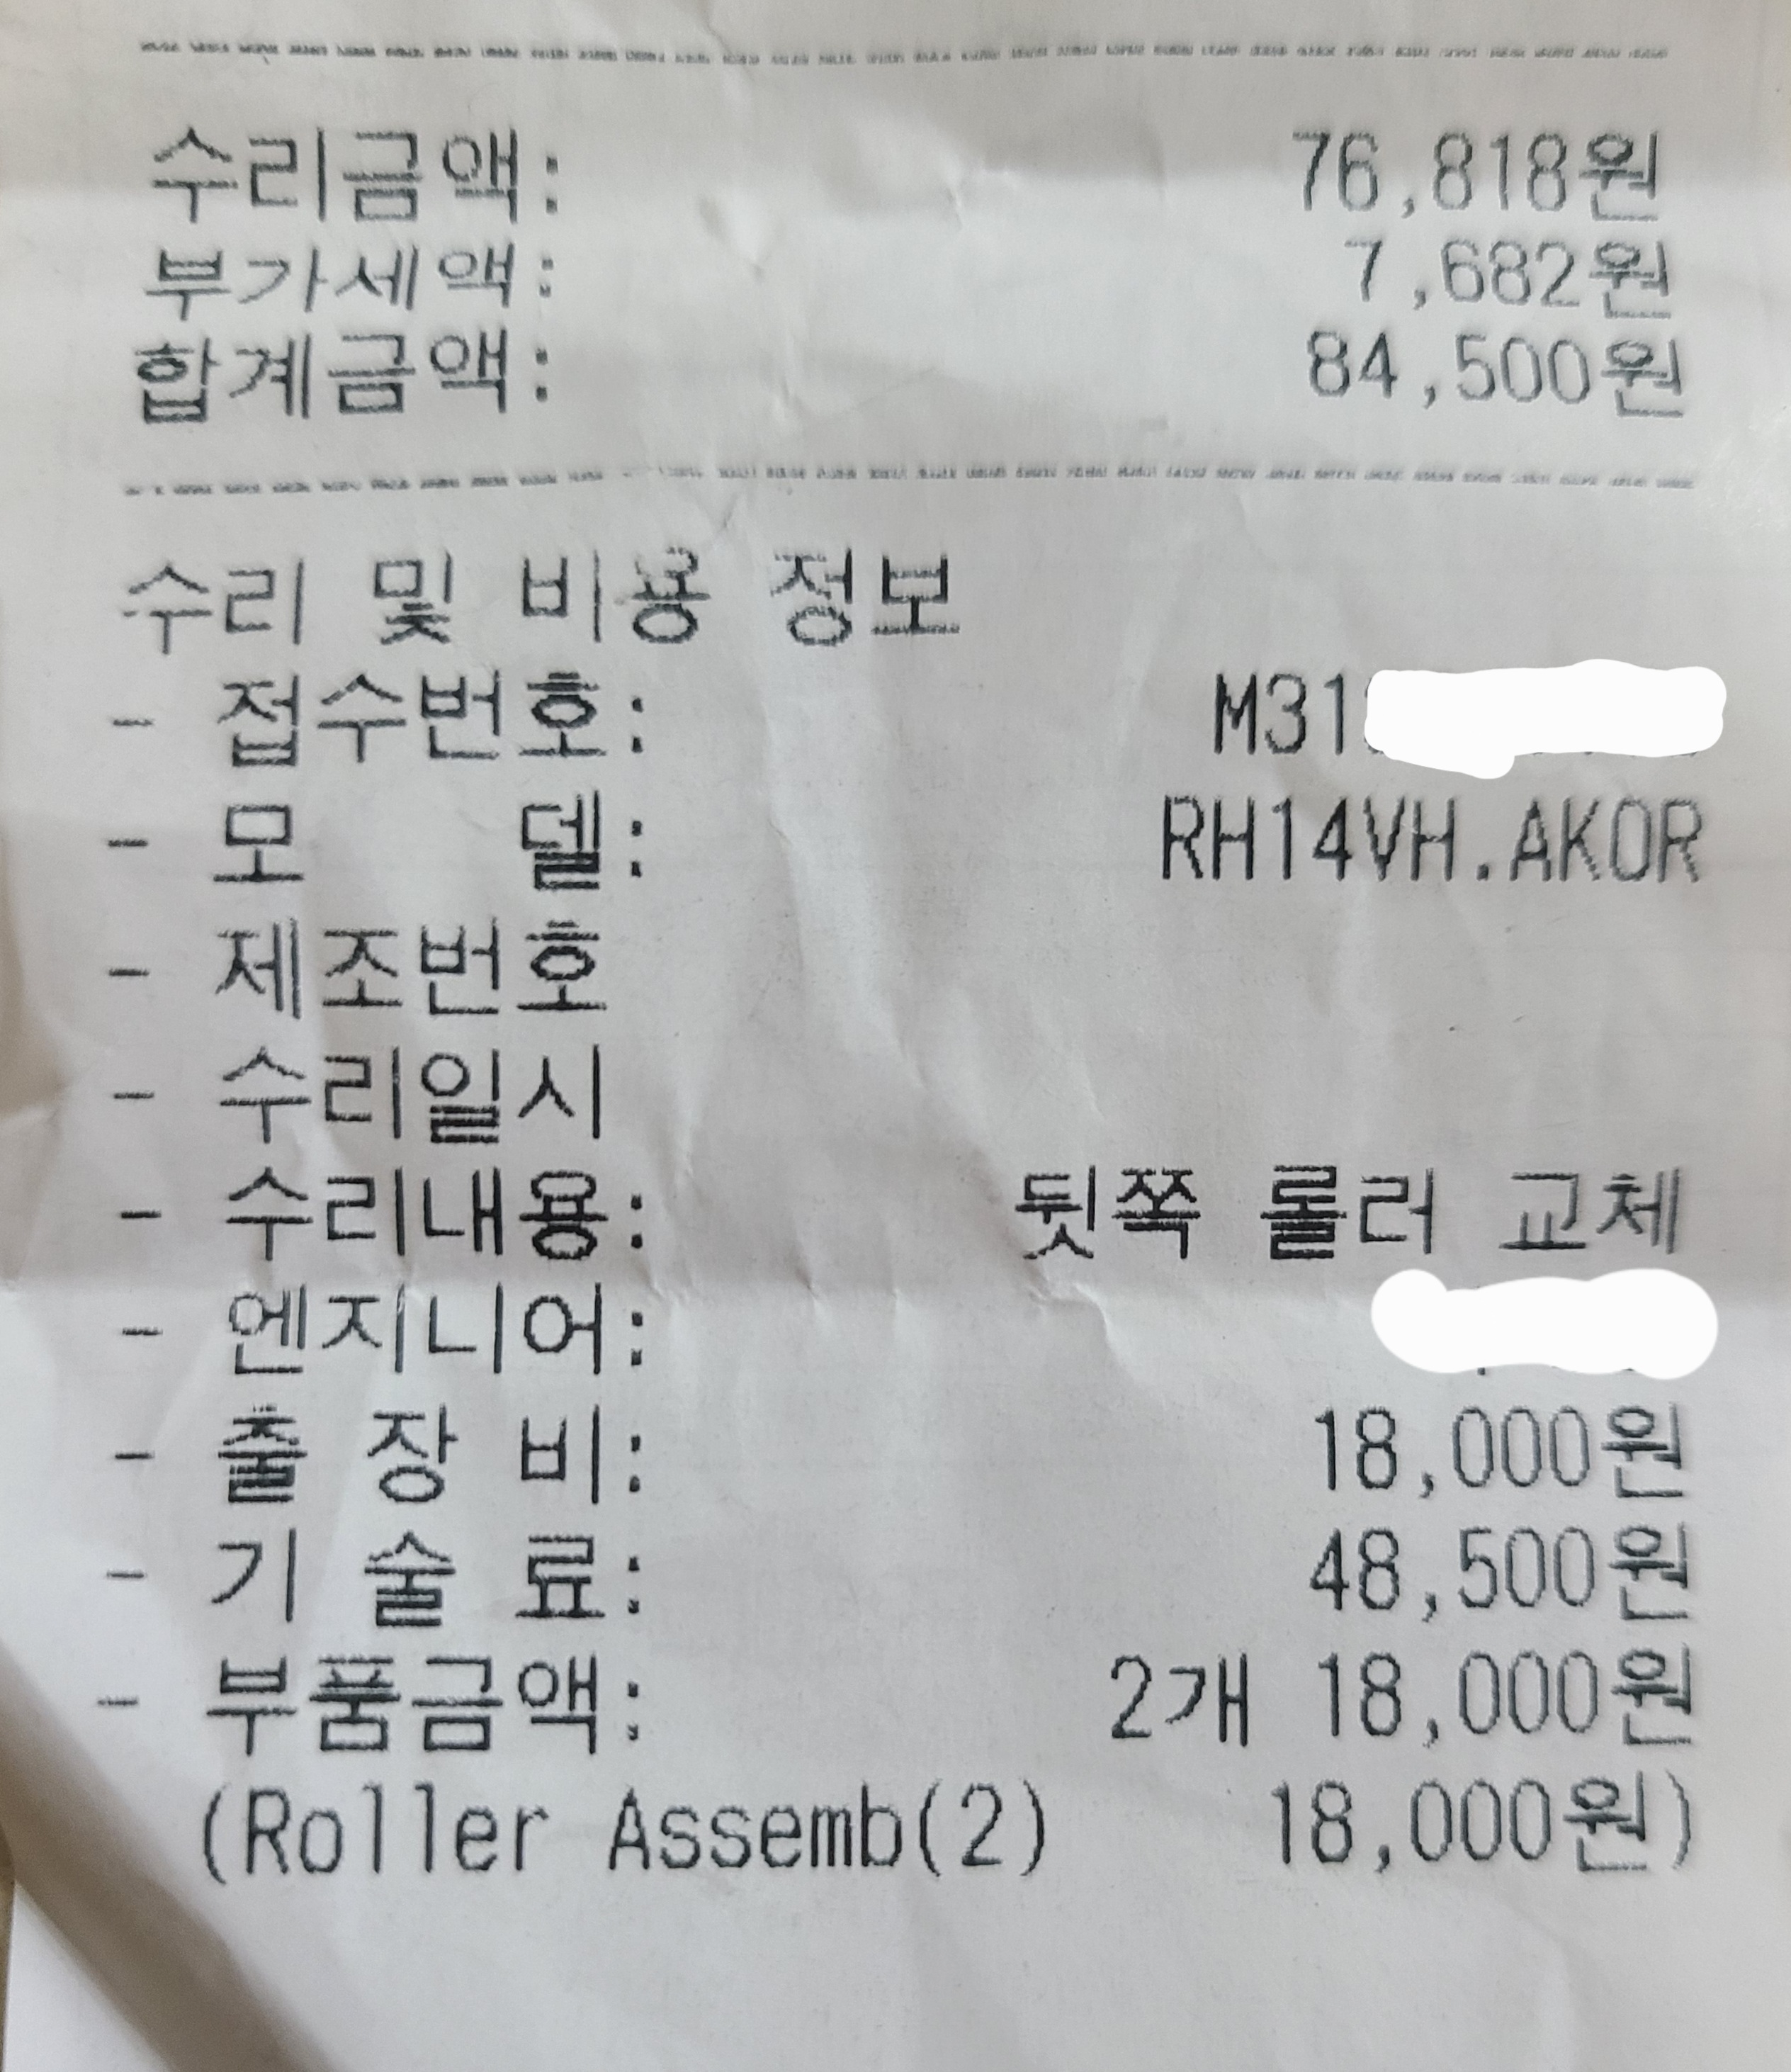 수리금액: 76,818원
부가세액: 7,682원
합계금액: 84,500원
수리 및 비용 정보
- 접수번호: M31
- 모 델: RH14VH.AKOR
- 제조번호
- 수리일시
- 수리내용: 뒷쪽 롤러 교체
- 엔지니어:
- 출 장 비: 18,000원
- 기 술 료: 48,500원
- 부품금액: 2개 18,000원
(Roller Assemb(2) 18,000원)